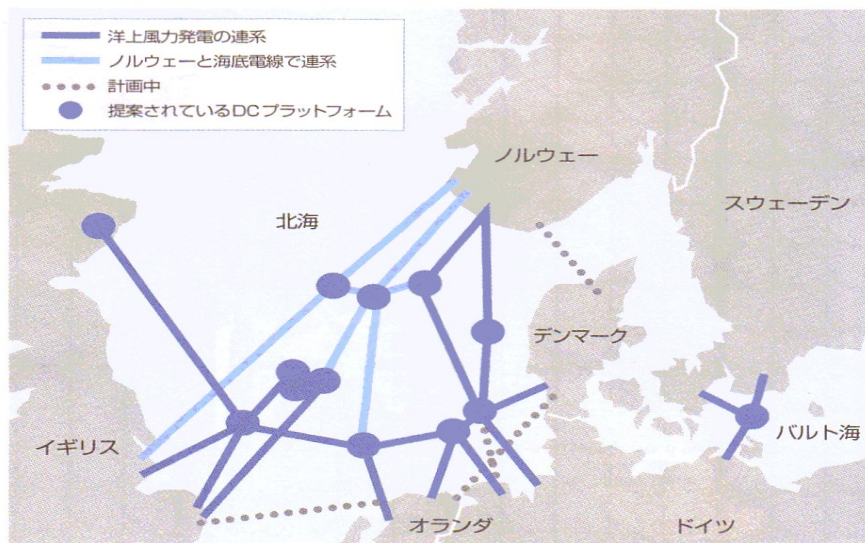 洋上風力発電の連系
ノルウェーと海底電線で連系
計画中
提案されているDCプラットフォーム
ノルウェー
スウェーデン
北海
デンマーク
イギリス
バルト海
オランダ
ドイツ